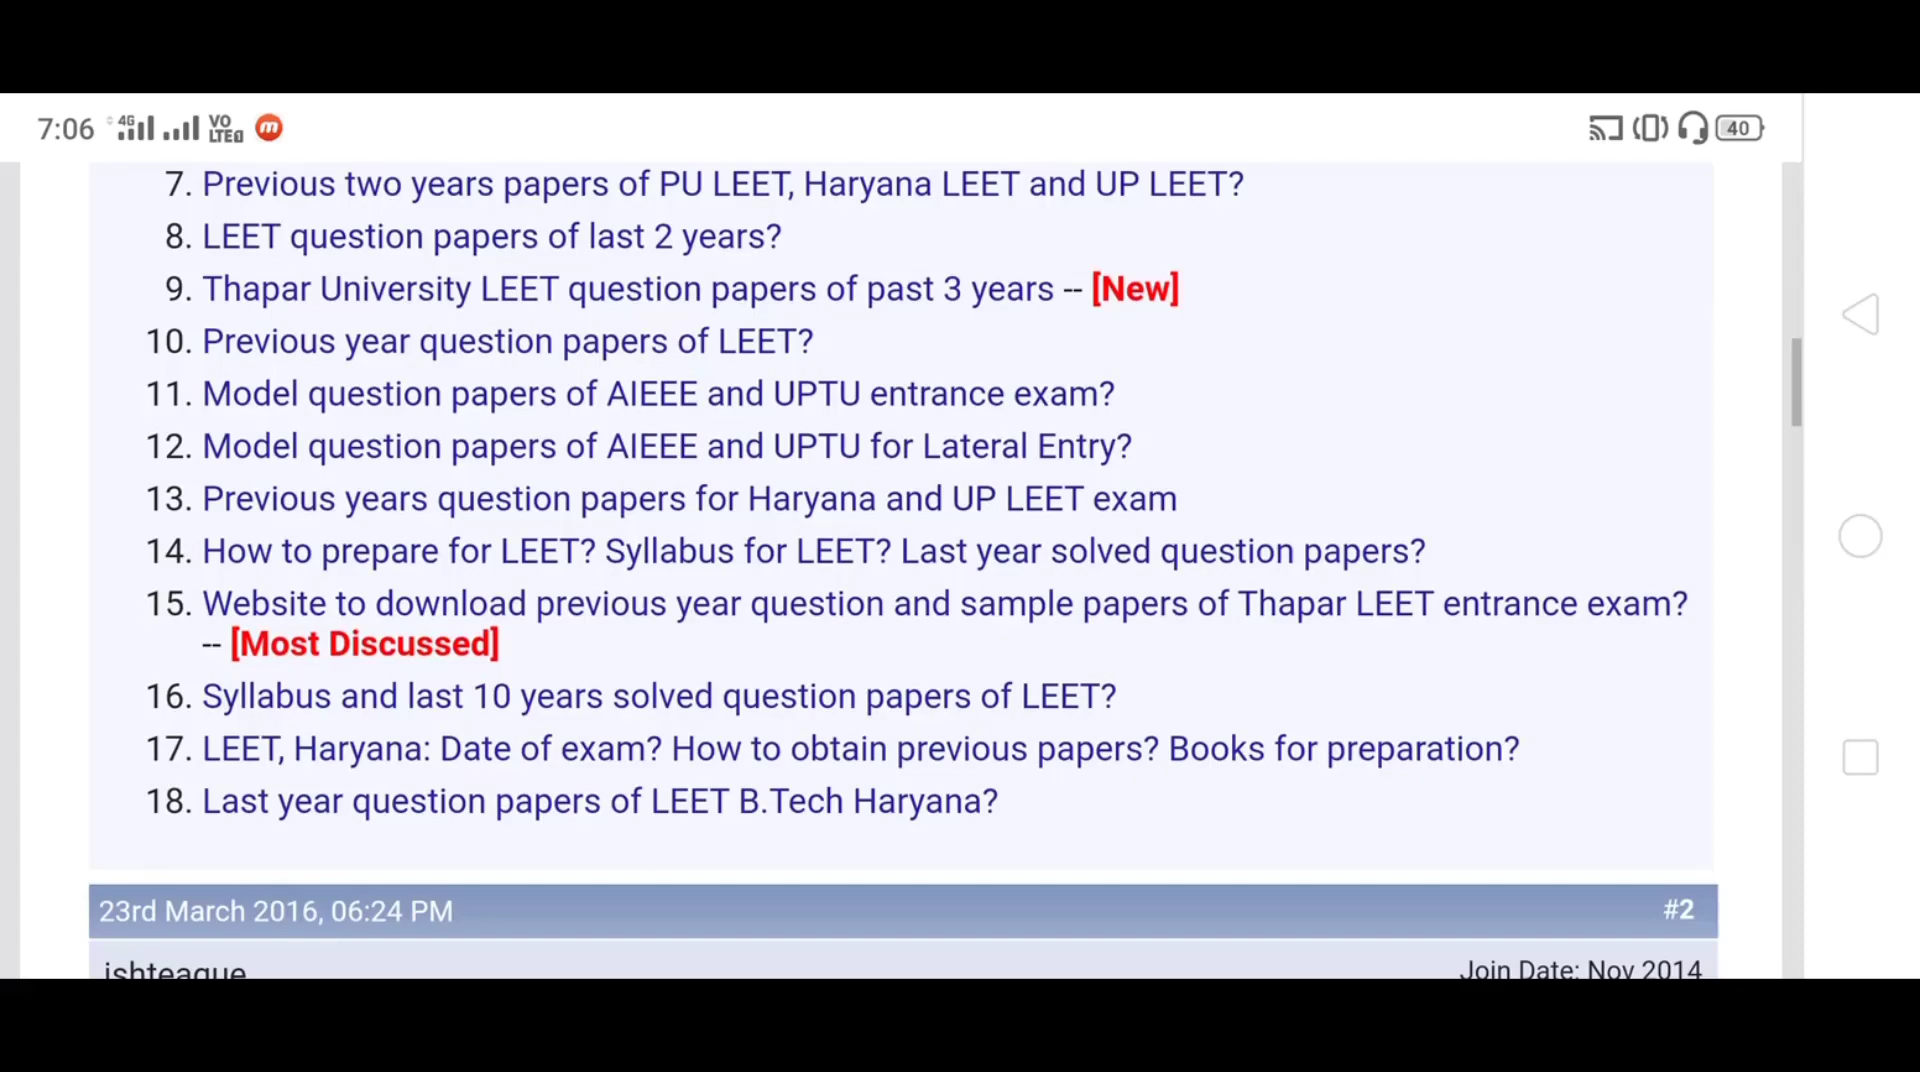 7:06 4G VO LTE 40
7. Previous two years papers of PU LEET, Haryana LEET and UP LEET?
8. LEET question papers of last 2 years?
9. Thapar University LEET question papers of past 3 years -- [New]
10. Previous year question papers of LEET?
11. Model question papers of AIEEE and UPTU entrance exam?
12. Model question papers of AIEEE and UPTU for Lateral Entry?
13. Previous years question papers for Haryana and UP LEET exam
14. How to prepare for LEET? Syllabus for LEET? Last year solved question papers?
15. Website to download previous year question and sample papers of Thapar LEET entrance exam?
-- [Most Discussed]
16. Syllabus and last 10 years solved question papers of LEET?
17. LEET, Haryana: Date of exam? How to obtain previous papers? Books for preparation?
18. Last year question papers of LEET B.Tech Haryana?
23rd March 2016, 06:24 PM #2
ishteaque Join Date: Nov 2014